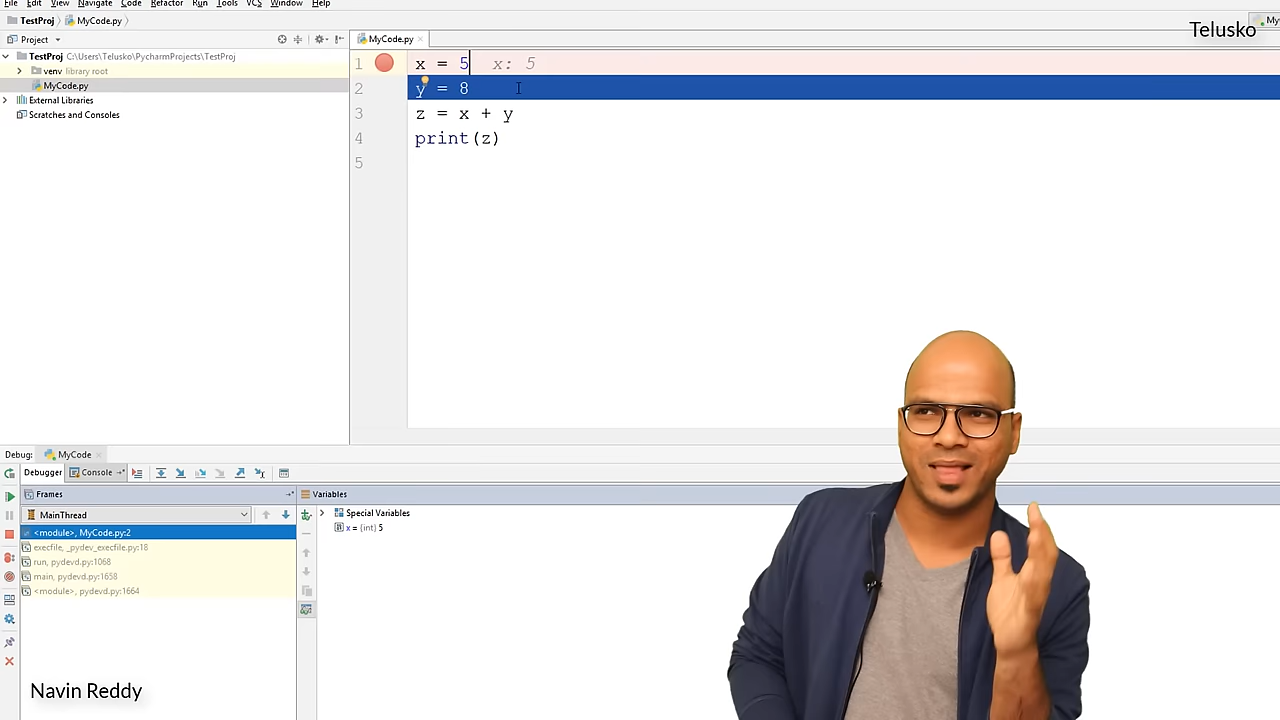 File Edit View Navigate Code Refactor Run Tools VCS Window Help
TestProj MyCode.py
My
Telusko
Project
MyCode.py
TestProj C:\Users\Telusko\PycharmProjects\TestProj
venv library root
MyCode.py
External Libraries
Scratches and Consoles
1 x = 5 x: 5
2 y = 8
3 z = x + y
4 print(z)
5
Debug: MyCode
Debugger Console
Frames
Variables
MainThread
Special Variables
<module>, MyCode.py:2
x = (int) 5
execfile, _pydev_execfile.py:18
run, pydevd.py:1068
main, pydevd.py:1658
<module>, pydevd.py:1664
Navin Reddy